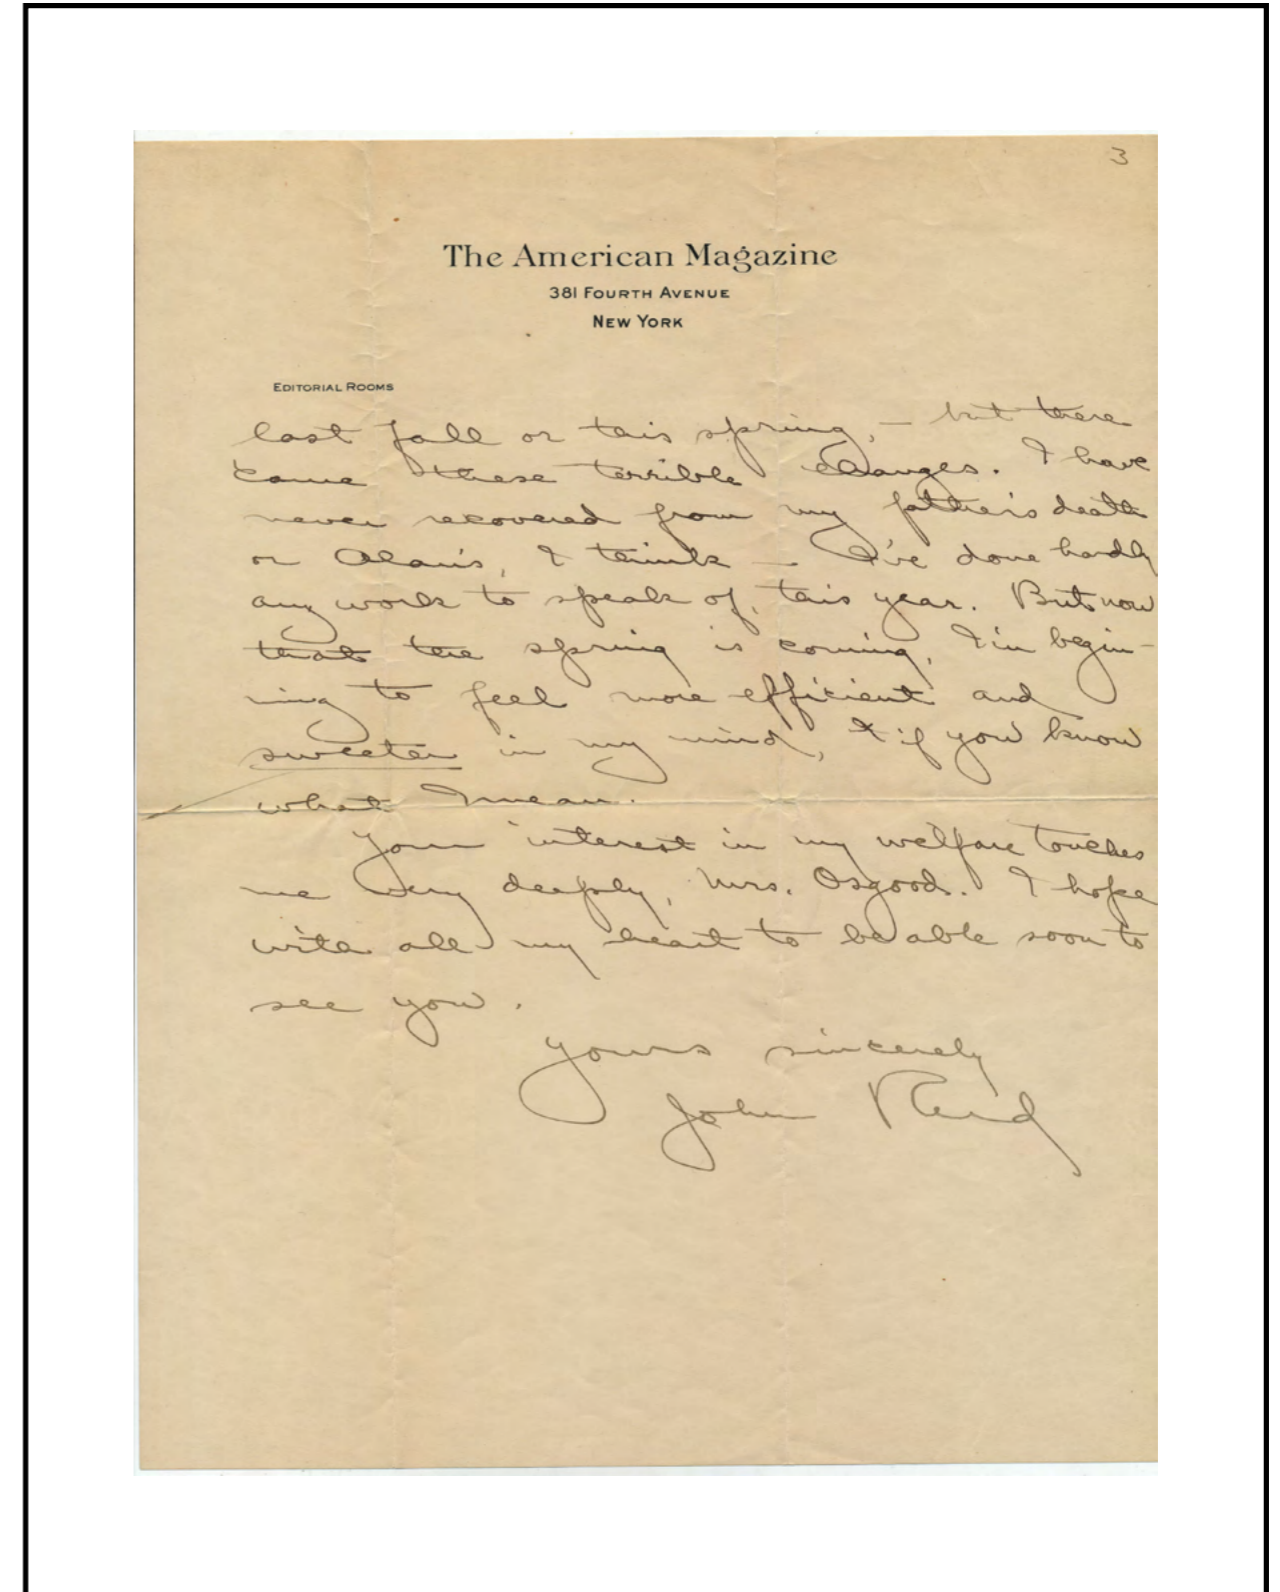 3
The American Magazine
381 Fourth Avenue
New York
Editorial Rooms
last fall or this spring, — but there
came these terrible changes. I have
never recovered from my father's death
or Alan's, I think — I've done hardly
any work to speak of, this year. But now
that the spring is coming, I'm begin-
ning to feel more efficient and
sweeter in my mind, if you know
what I mean.
Your interest in my welfare touches
me very deeply, Mrs. Osgood. I hope
with all my heart to be able soon to
see you.
Yours sincerely
John Reed